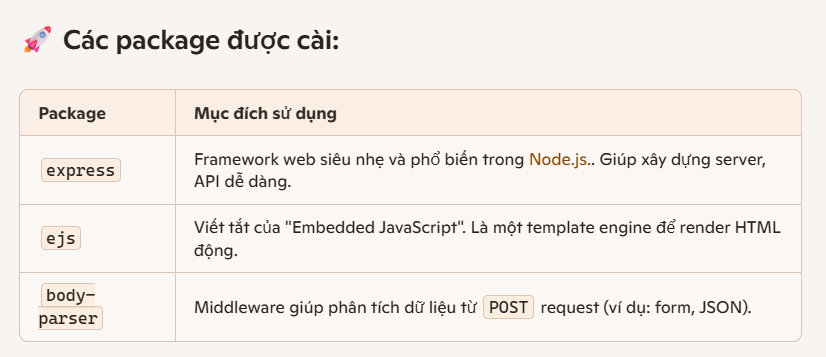 🚀 Các package được cài:
Package
Mục đích sử dụng
express
Framework web siêu nhẹ và phổ biến trong Node.js.. Giúp xây dựng server,
API dễ dàng.
ejs
Viết tắt của "Embedded JavaScript". Là một template engine để render HTML
động.
body-
parser
Middleware giúp phân tích dữ liệu từ POST request (ví dụ: form, JSON).